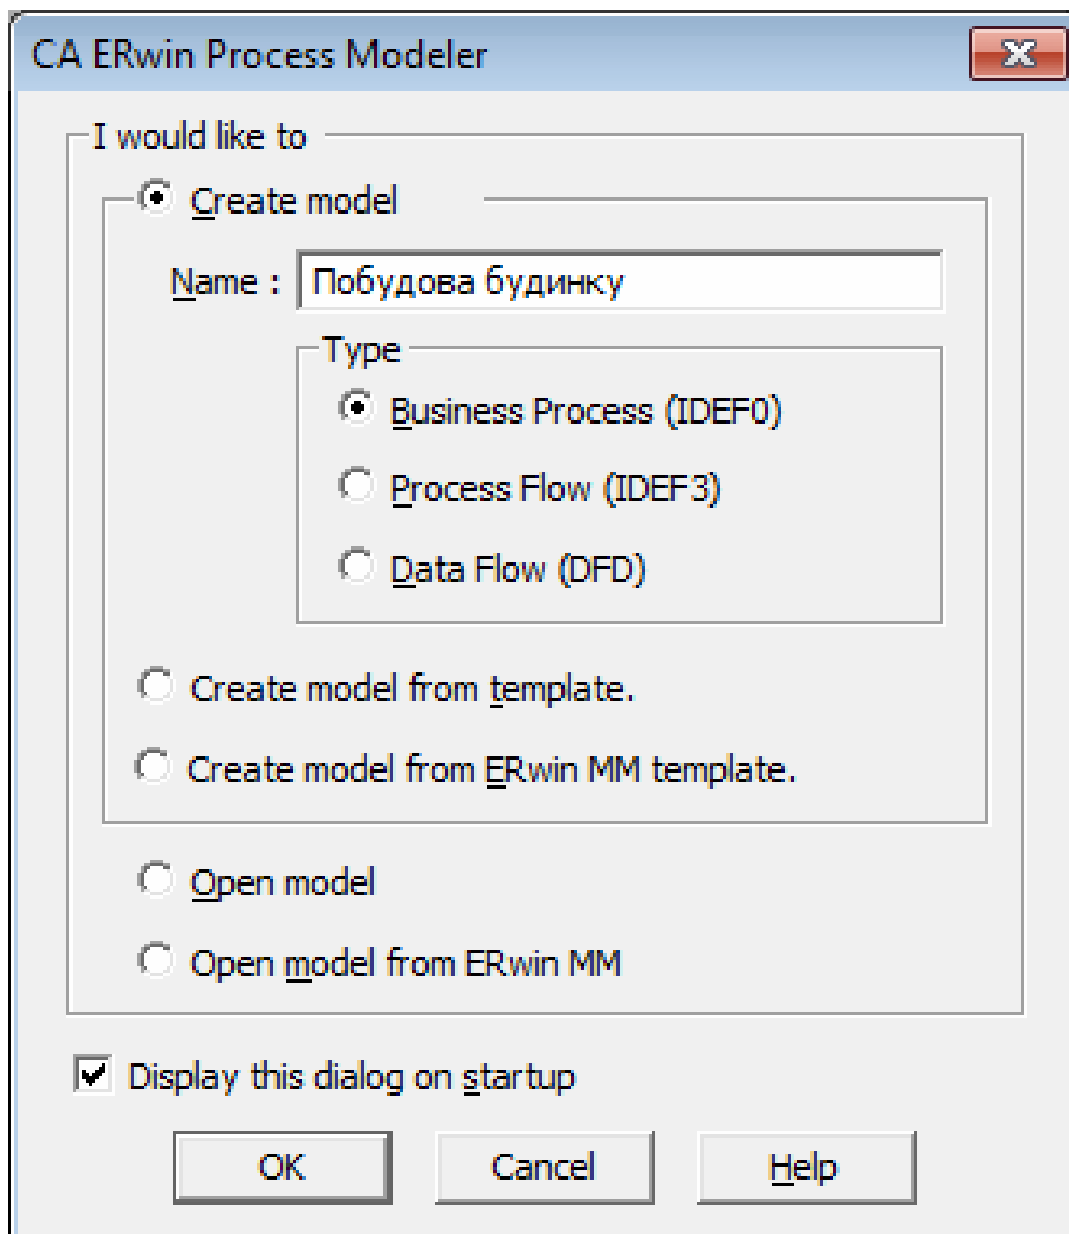 CA ERwin Process Modeler
I would like to
Create model
Name : Побудова будинку
Type
Business Process (IDEF0)
Process Flow (IDEF3)
Data Flow (DFD)
Create model from template.
Create model from ERwin MM template.
Open model
Open model from ERwin MM
Display this dialog on startup
OK Cancel Help